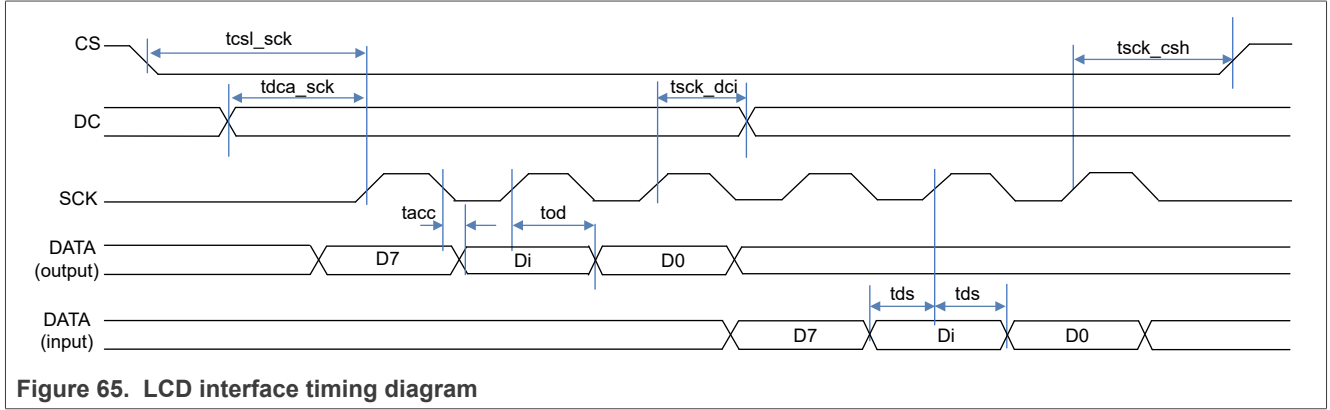 CS
tcsl_sck
tsck_csh
tdca_sck
tsck_dci
DC
SCK
tacc
tod
DATA
(output)
D7
Di
D0
tds
tds
DATA
(input)
D7
Di
D0
Figure 65. LCD interface timing diagram